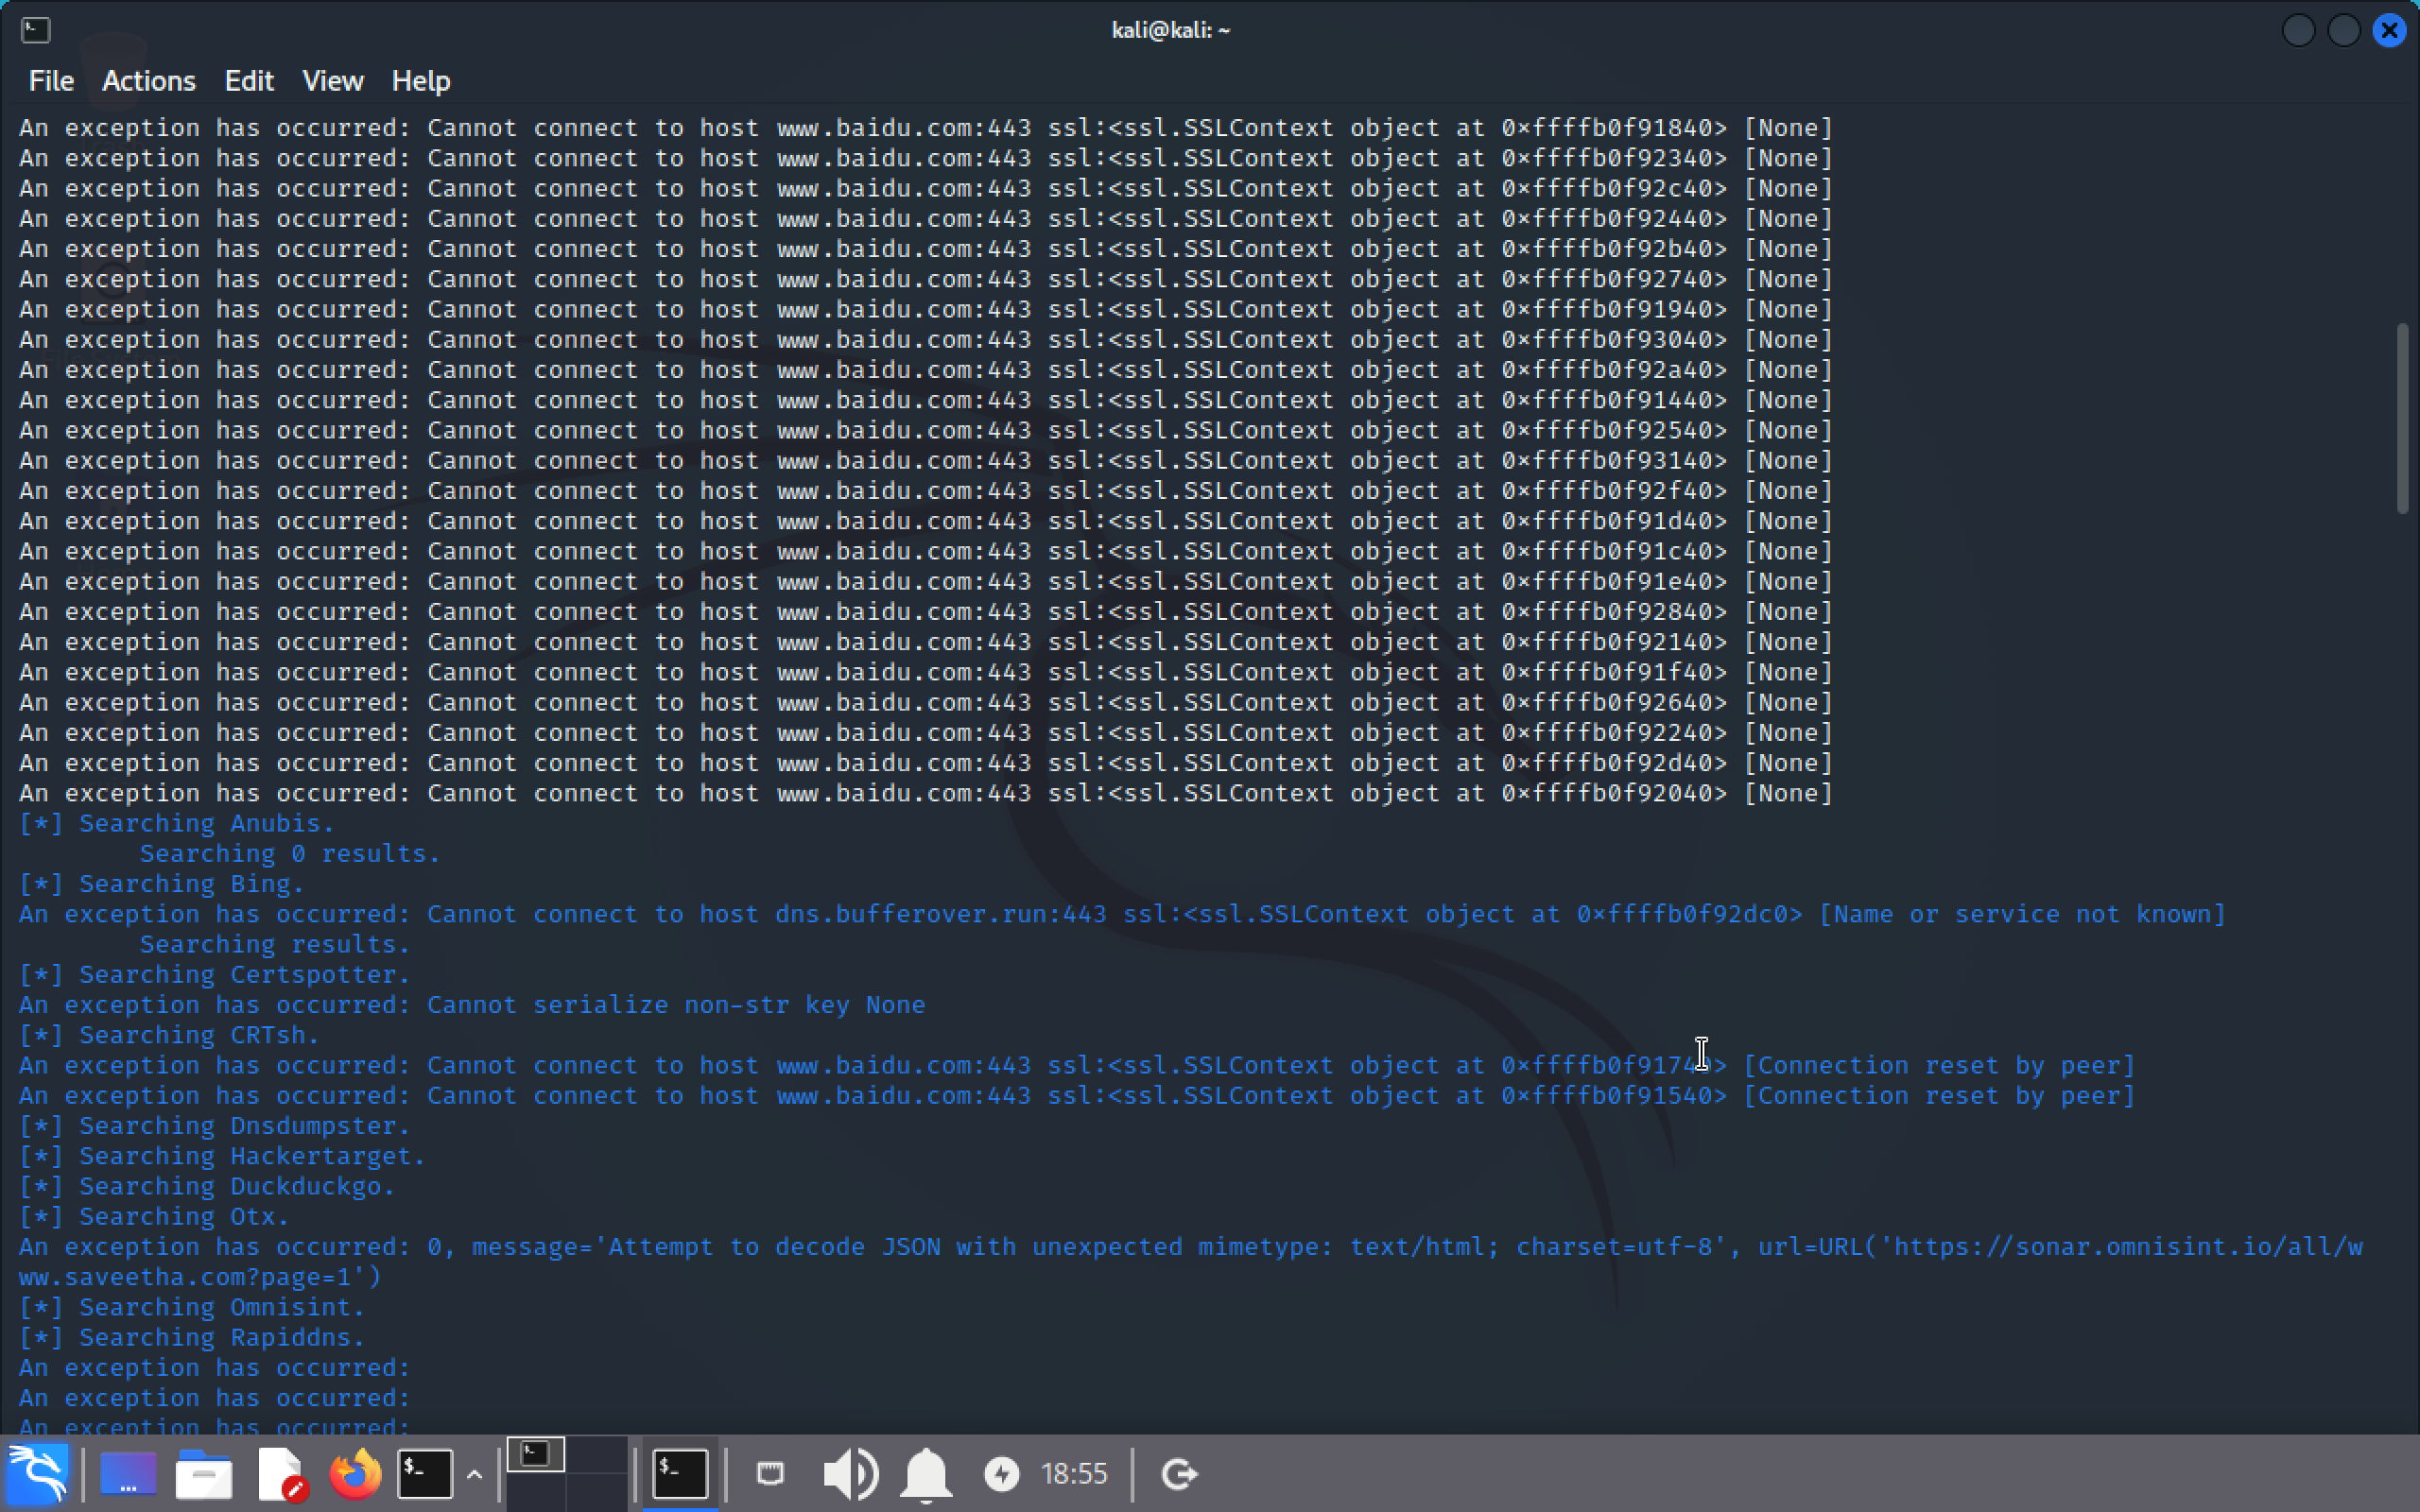 kali@kali: ~
File Actions Edit View Help
An exception has occurred: Cannot connect to host www.baidu.com:443 ssl:<ssl.SSLContext object at 0×ffffb0f91840> [None]
An exception has occurred: Cannot connect to host www.baidu.com:443 ssl:<ssl.SSLContext object at 0×ffffb0f92340> [None]
An exception has occurred: Cannot connect to host www.baidu.com:443 ssl:<ssl.SSLContext object at 0×ffffb0f92c40> [None]
An exception has occurred: Cannot connect to host www.baidu.com:443 ssl:<ssl.SSLContext object at 0×ffffb0f92440> [None]
An exception has occurred: Cannot connect to host www.baidu.com:443 ssl:<ssl.SSLContext object at 0×ffffb0f92b40> [None]
An exception has occurred: Cannot connect to host www.baidu.com:443 ssl:<ssl.SSLContext object at 0×ffffb0f92740> [None]
An exception has occurred: Cannot connect to host www.baidu.com:443 ssl:<ssl.SSLContext object at 0×ffffb0f91940> [None]
An exception has occurred: Cannot connect to host www.baidu.com:443 ssl:<ssl.SSLContext object at 0×ffffb0f93040> [None]
An exception has occurred: Cannot connect to host www.baidu.com:443 ssl:<ssl.SSLContext object at 0×ffffb0f92a40> [None]
An exception has occurred: Cannot connect to host www.baidu.com:443 ssl:<ssl.SSLContext object at 0×ffffb0f91440> [None]
An exception has occurred: Cannot connect to host www.baidu.com:443 ssl:<ssl.SSLContext object at 0×ffffb0f92540> [None]
An exception has occurred: Cannot connect to host www.baidu.com:443 ssl:<ssl.SSLContext object at 0×ffffb0f93140> [None]
An exception has occurred: Cannot connect to host www.baidu.com:443 ssl:<ssl.SSLContext object at 0×ffffb0f92f40> [None]
An exception has occurred: Cannot connect to host www.baidu.com:443 ssl:<ssl.SSLContext object at 0×ffffb0f91d40> [None]
An exception has occurred: Cannot connect to host www.baidu.com:443 ssl:<ssl.SSLContext object at 0×ffffb0f91c40> [None]
An exception has occurred: Cannot connect to host www.baidu.com:443 ssl:<ssl.SSLContext object at 0×ffffb0f91e40> [None]
An exception has occurred: Cannot connect to host www.baidu.com:443 ssl:<ssl.SSLContext object at 0×ffffb0f92840> [None]
An exception has occurred: Cannot connect to host www.baidu.com:443 ssl:<ssl.SSLContext object at 0×ffffb0f92140> [None]
An exception has occurred: Cannot connect to host www.baidu.com:443 ssl:<ssl.SSLContext object at 0×ffffb0f91f40> [None]
An exception has occurred: Cannot connect to host www.baidu.com:443 ssl:<ssl.SSLContext object at 0×ffffb0f92640> [None]
An exception has occurred: Cannot connect to host www.baidu.com:443 ssl:<ssl.SSLContext object at 0×ffffb0f92240> [None]
An exception has occurred: Cannot connect to host www.baidu.com:443 ssl:<ssl.SSLContext object at 0×ffffb0f92d40> [None]
An exception has occurred: Cannot connect to host www.baidu.com:443 ssl:<ssl.SSLContext object at 0×ffffb0f92040> [None]
[*] Searching Anubis.
Searching 0 results.
[*] Searching Bing.
An exception has occurred: Cannot connect to host dns.bufferover.run:443 ssl:<ssl.SSLContext object at 0×ffffb0f92dc0> [Name or service not known]
Searching results.
[*] Searching Certspotter.
An exception has occurred: Cannot serialize non-str key None
[*] Searching CRTsh.
An exception has occurred: Cannot connect to host www.baidu.com:443 ssl:<ssl.SSLContext object at 0×ffffb0f91740> [Connection reset by peer]
An exception has occurred: Cannot connect to host www.baidu.com:443 ssl:<ssl.SSLContext object at 0×ffffb0f91540> [Connection reset by peer]
[*] Searching Dnsdumpster.
[*] Searching Hackertarget.
[*] Searching Duckduckgo.
[*] Searching Otx.
An exception has occurred: 0, message='Attempt to decode JSON with unexpected mimetype: text/html; charset=utf-8', url=URL('https://sonar.omnisint.io/all/w
ww.saveetha.com?page=1')
[*] Searching Omnisint.
[*] Searching Rapiddns.
An exception has occurred:
An exception has occurred:
An exception has occurred:
18:55